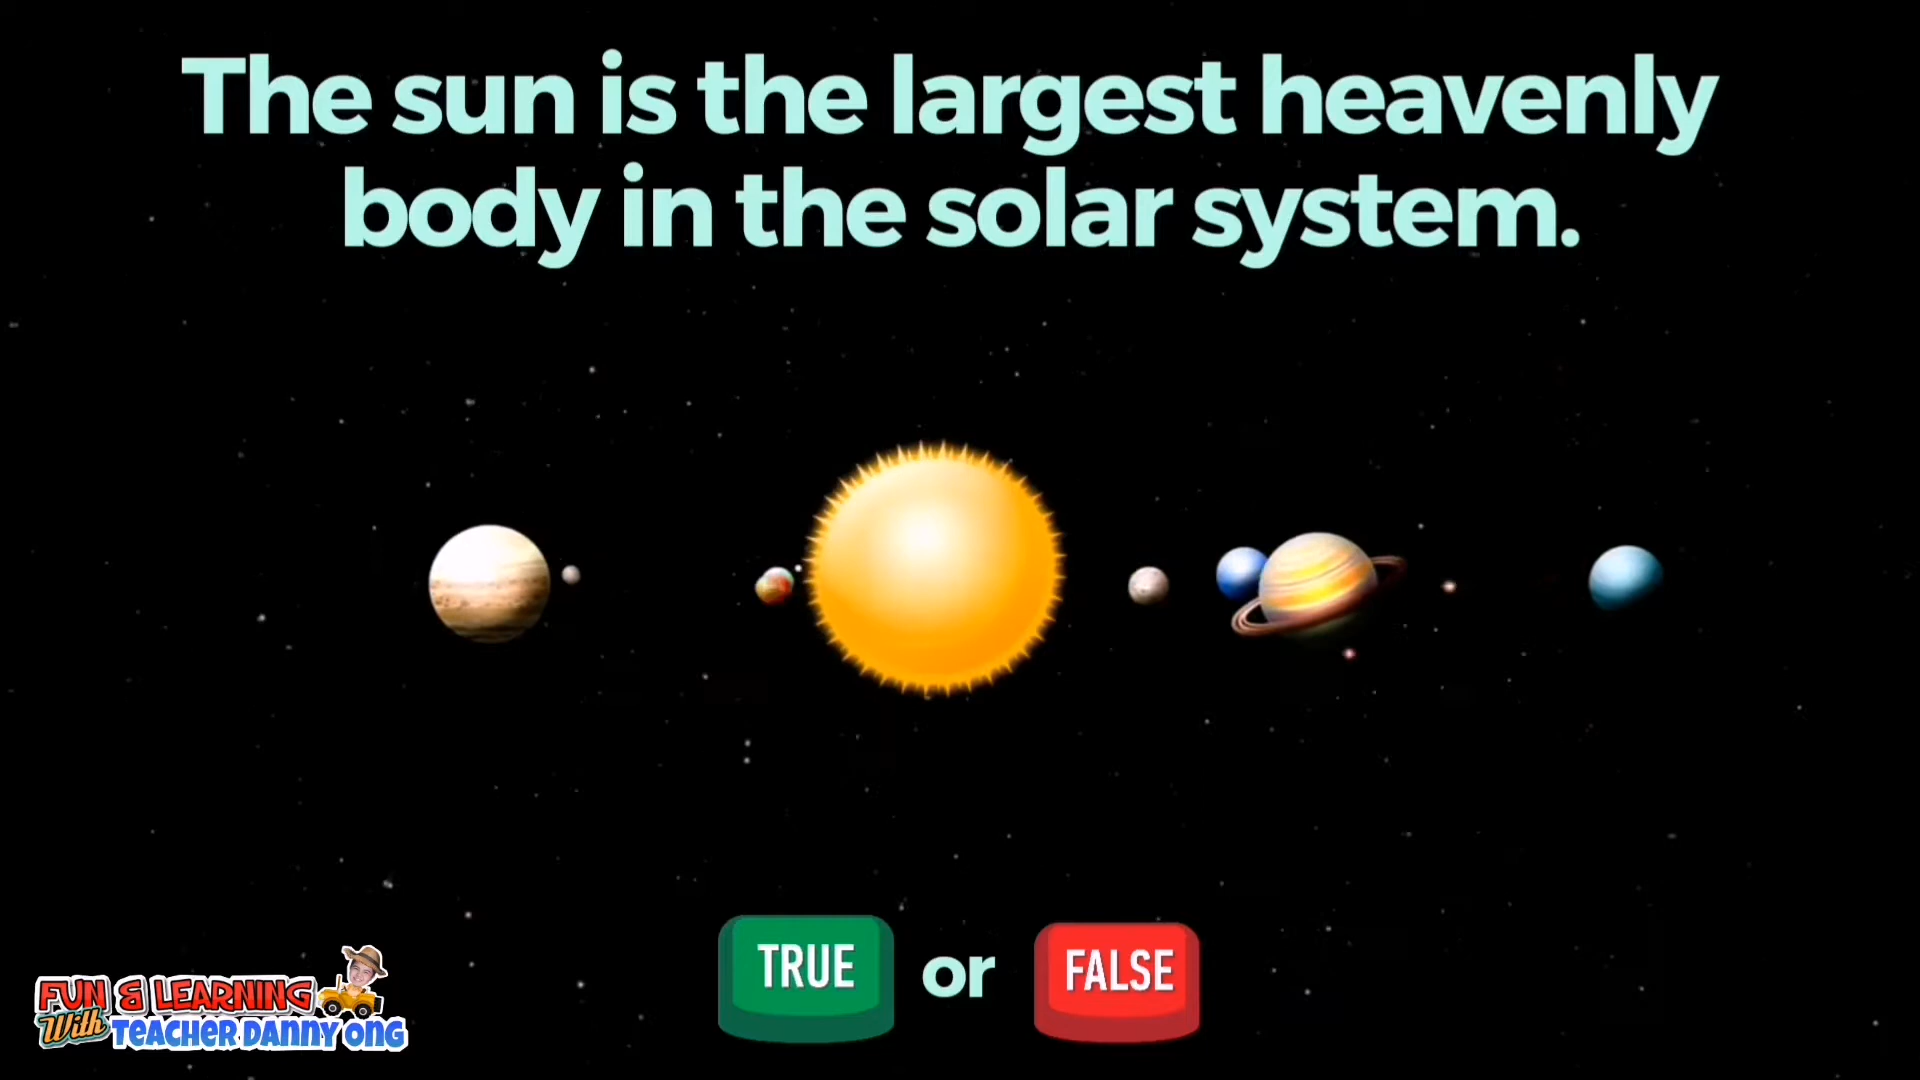 The sun is the largest heavenly
body in the solar system.
TRUE or FALSE
FUN & LEARNING
With TEACHER DANNY ONG